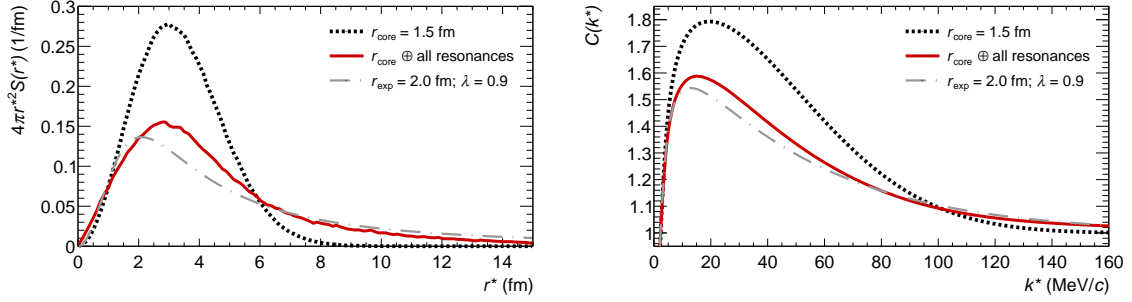 4πr*²S(r*) (1/fm)
0.3
0.25
0.2
0.15
0.1
0.05
0
0 2 4 6 8 10 12 14
r* (fm)
r_core = 1.5 fm
r_core ⊕ all resonances
r_exp = 2.0 fm; λ = 0.9
C(k*)
1.8
1.7
1.6
1.5
1.4
1.3
1.2
1.1
1
0 20 40 60 80 100 120 140 160
k* (MeV/c)
r_core = 1.5 fm
r_core ⊕ all resonances
r_exp = 2.0 fm; λ = 0.9